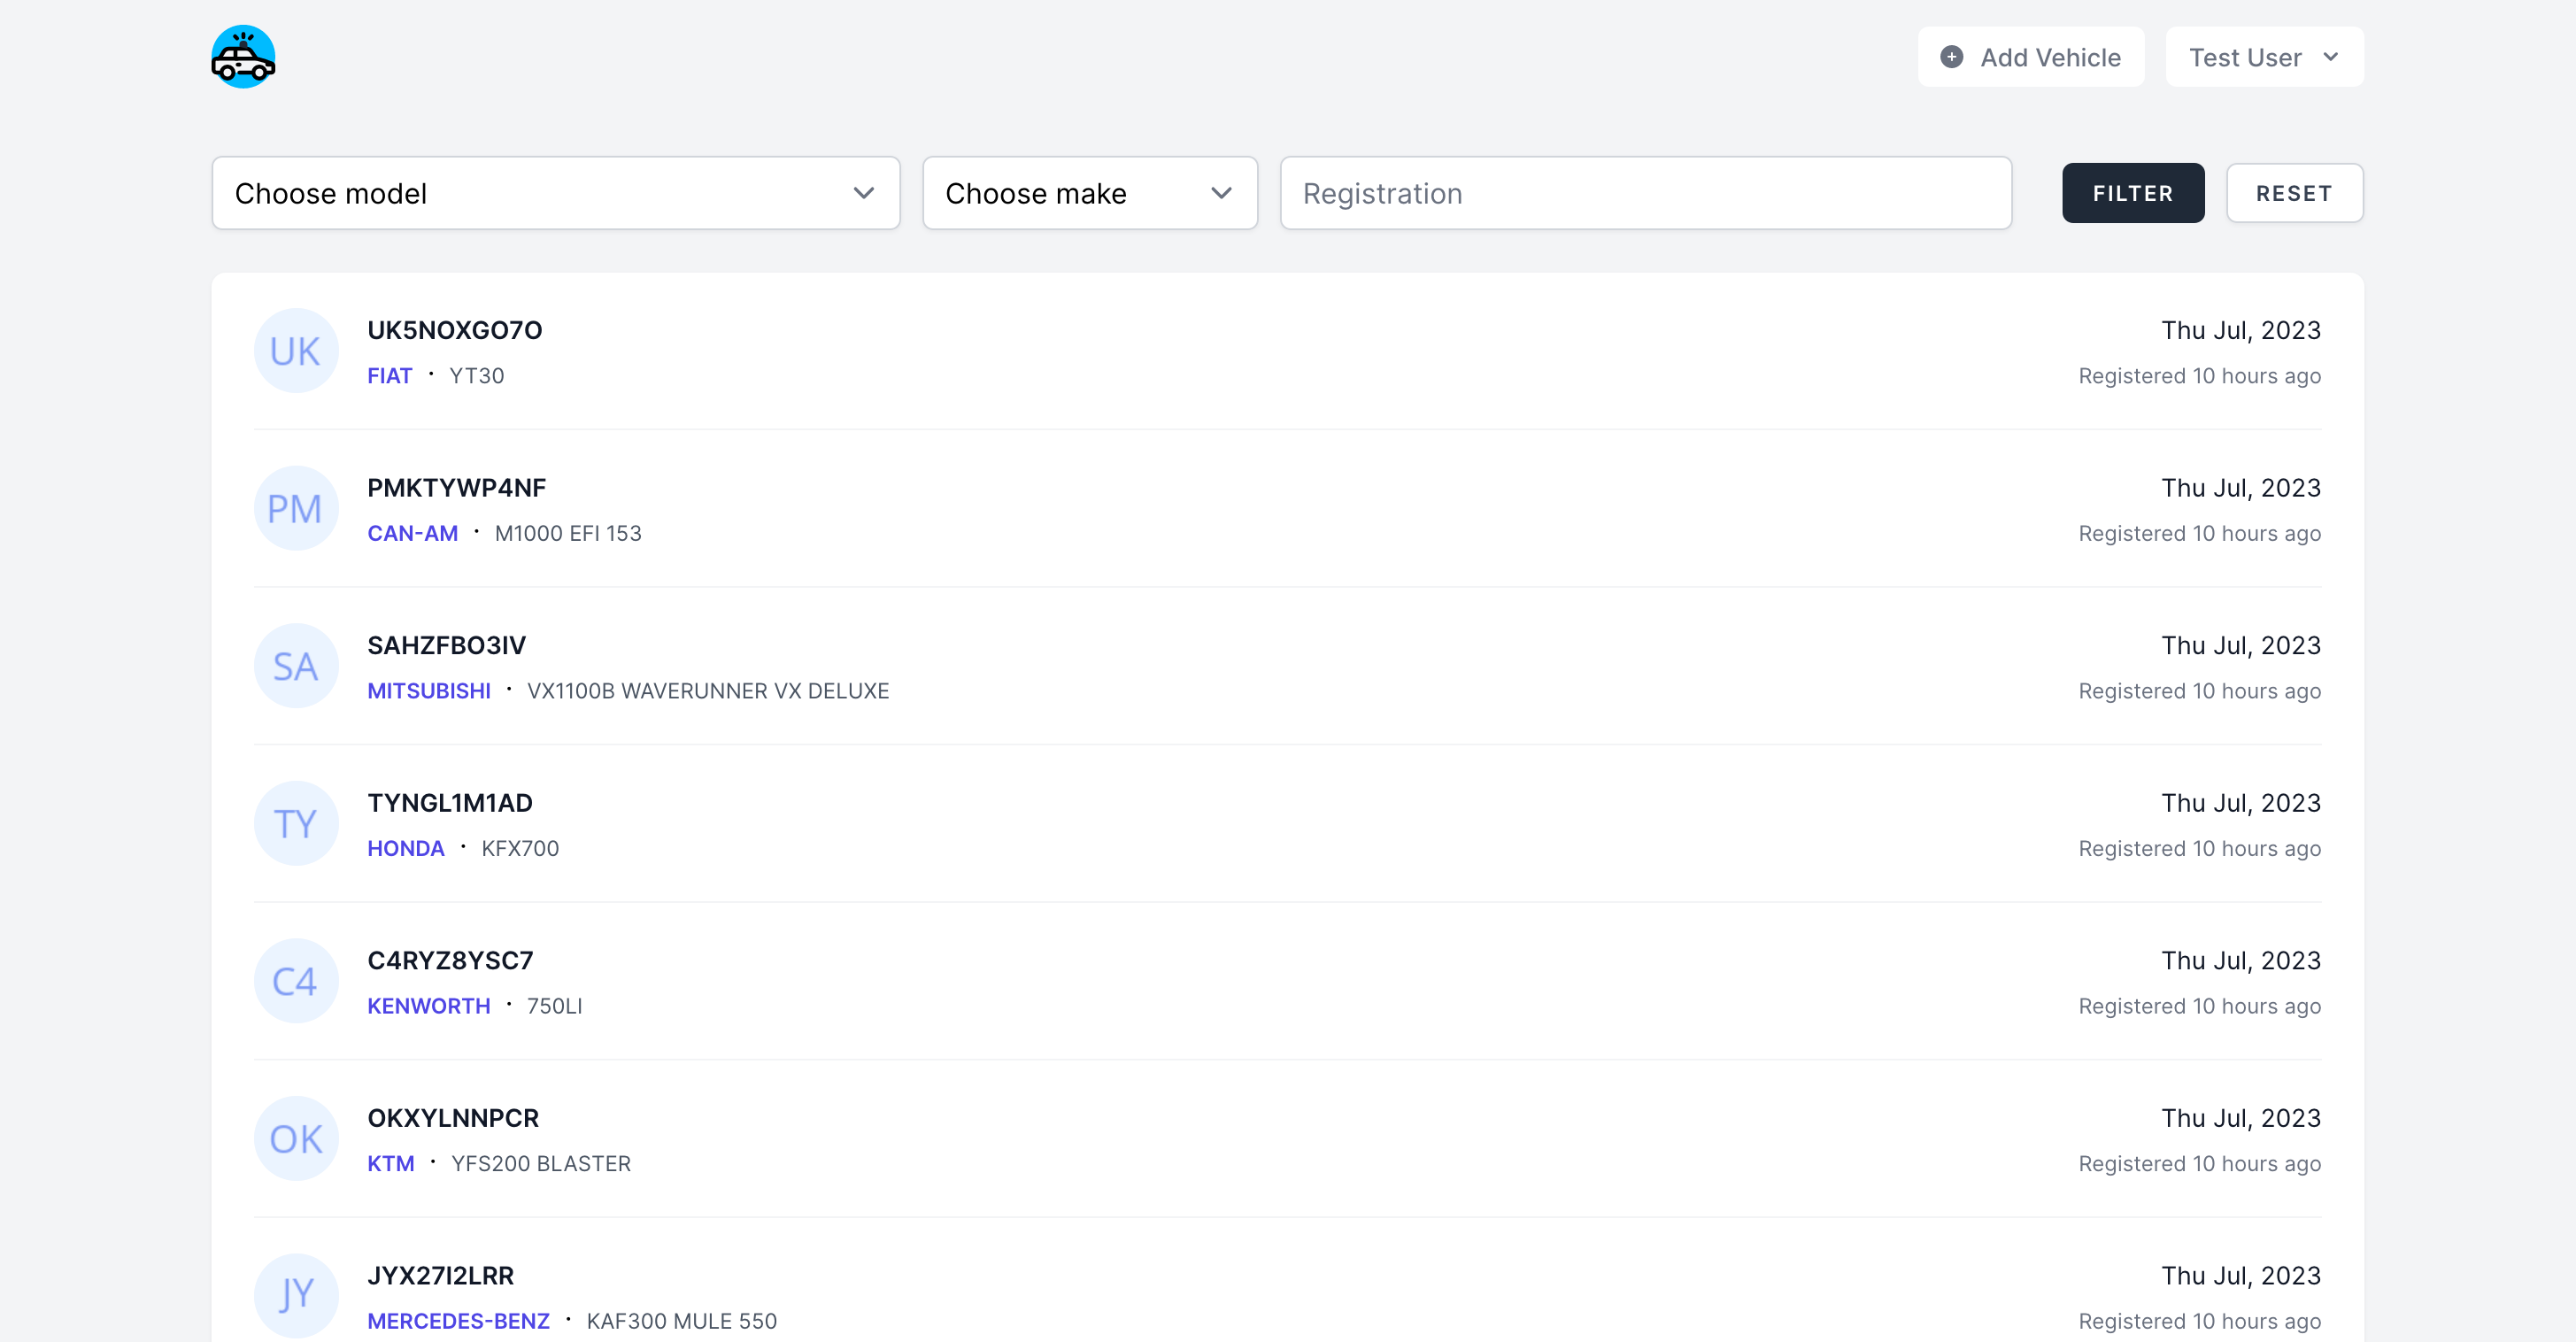 Add Vehicle
Test User
Choose model
Choose make
Registration
FILTER
RESET
UK
UK5NOXGO7O
Thu Jul, 2023
FIAT · YT30
Registered 10 hours ago
PM
PMKTYWP4NF
Thu Jul, 2023
CAN-AM · M1000 EFI 153
Registered 10 hours ago
SA
SAHZFBO3IV
Thu Jul, 2023
MITSUBISHI · VX1100B WAVERUNNER VX DELUXE
Registered 10 hours ago
TY
TYNGL1M1AD
Thu Jul, 2023
HONDA · KFX700
Registered 10 hours ago
C4
C4RYZ8YSC7
Thu Jul, 2023
KENWORTH · 750LI
Registered 10 hours ago
OK
OKXYLNNPCR
Thu Jul, 2023
KTM · YFS200 BLASTER
Registered 10 hours ago
JY
JYX27I2LRR
Thu Jul, 2023
MERCEDES-BENZ · KAF300 MULE 550
Registered 10 hours ago